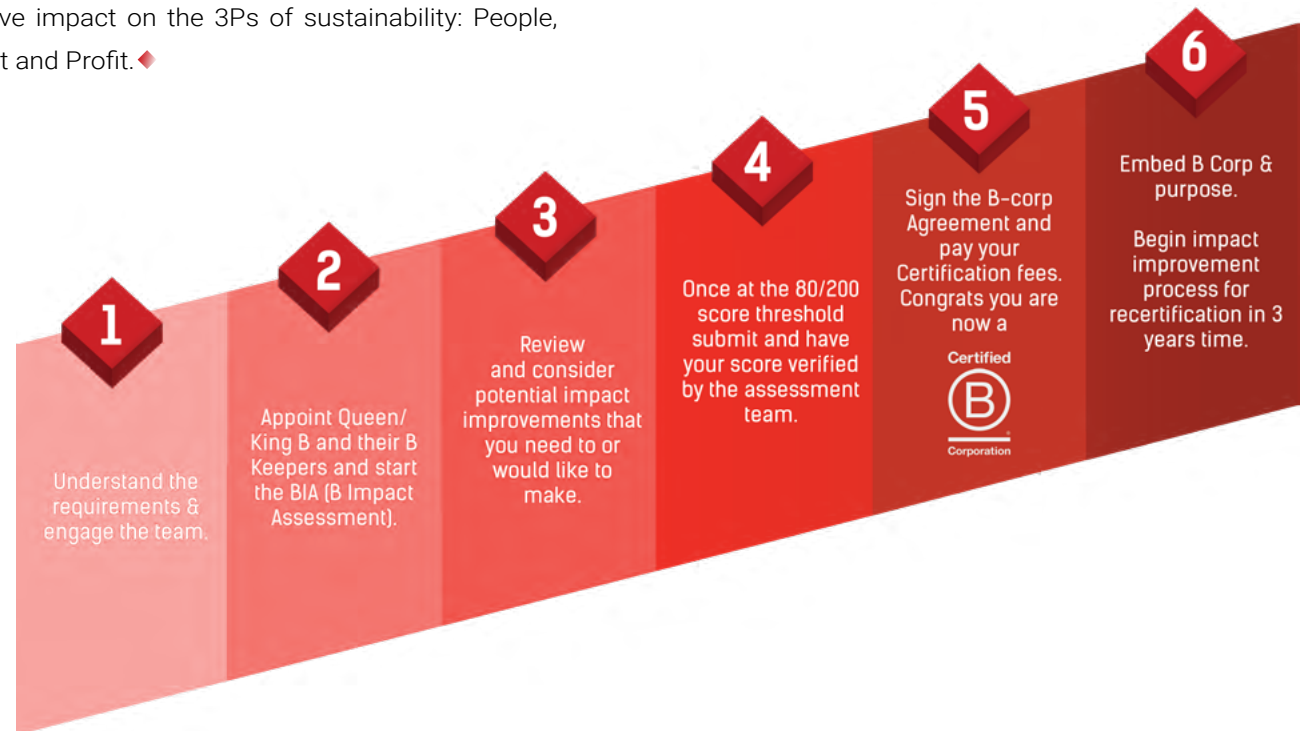 ve impact on the 3Ps of sustainability: People,
t and Profit.
1
Understand the
requirements &
engage the team.
2
Appoint Queen/
King B and their B
Keepers and start
the BIA (B Impact
Assessment).
3
Review
and consider
potential impact
improvements that
you need to or
would like to
make.
4
Once at the 80/200
score threshold
submit and have
your score verified
by the assessment
team.
5
Sign the B-corp
Agreement and
pay your
Certification fees.
Congrats you are
now a
Certified
B
Corporation
6
Embed B Corp &
purpose.
Begin impact
improvement
process for
recertification in 3
years time.